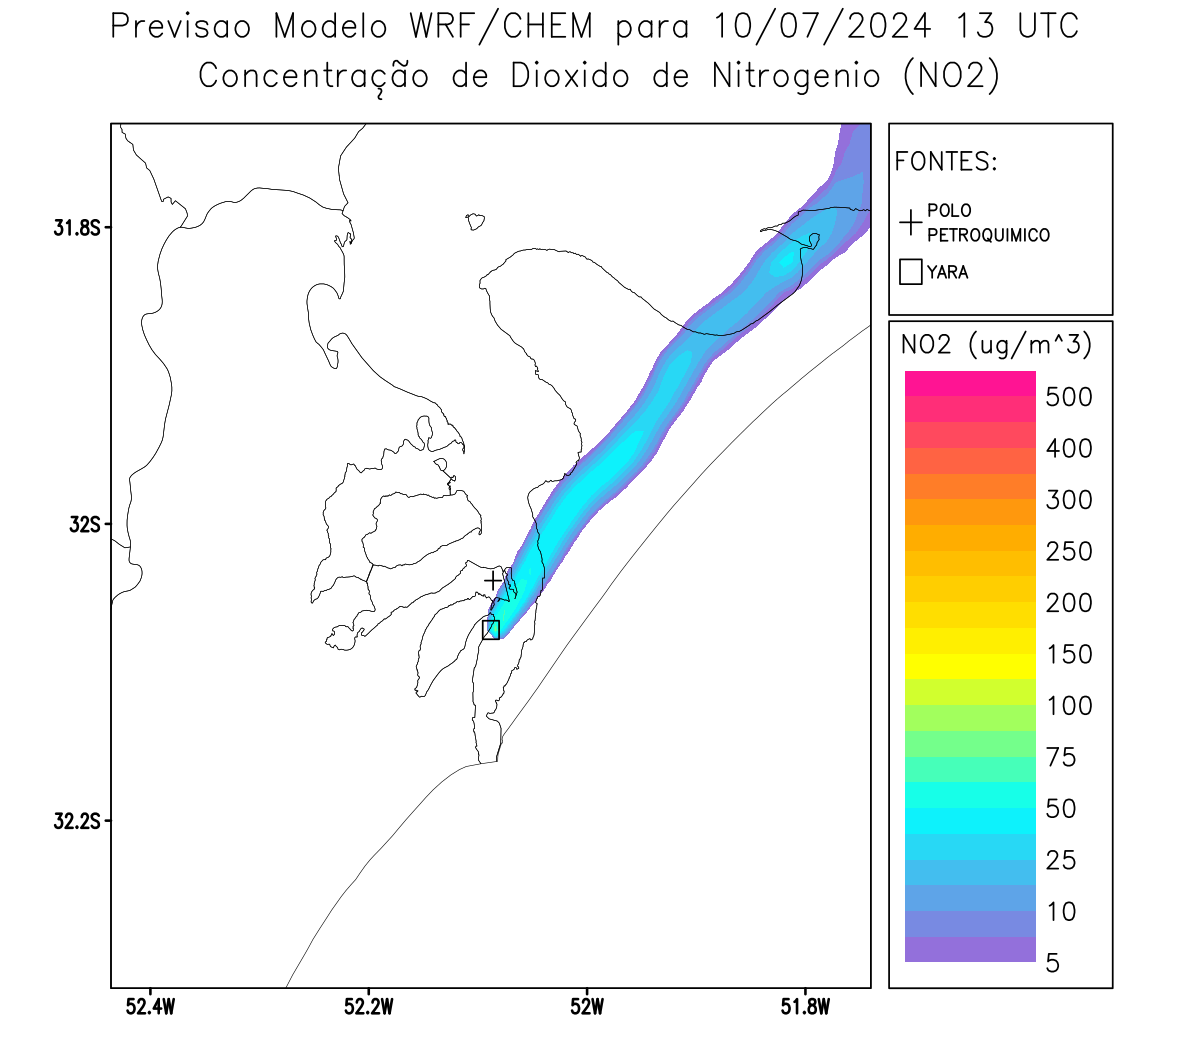 Previsao Modelo WRF/CHEM para 10/07/2024 13 UTC
Concentração de Dioxido de Nitrogenio (NO2)
FONTES:
POLO
PETROQUIMICO
YARA
NO2 (ug/m^3)
500
400
300
250
200
150
100
75
50
25
10
5
31.8S
32S
32.2S
52.4W
52.2W
52W
51.8W